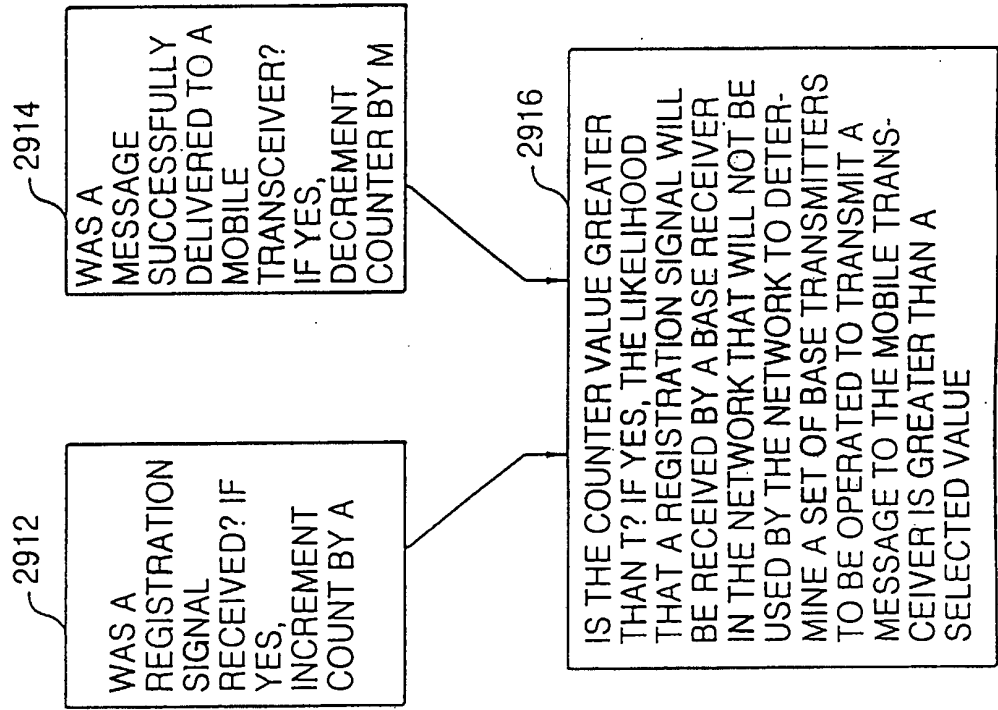 2912
WAS A
REGISTRATION
SIGNAL
RECEIVED? IF
YES,
INCREMENT
COUNT BY A
2914
WAS A
MESSAGE
SUCCESSFULLY
DELIVERED TO A
MOBILE
TRANSCEIVER?
IF YES,
DECREMENT
COUNTER BY M
2916
IS THE COUNTER VALUE GREATER
THAN T? IF YES, THE LIKELIHOOD
THAT A REGISTRATION SIGNAL WILL
BE RECEIVED BY A BASE RECEIVER
IN THE NETWORK THAT WILL NOT BE
USED BY THE NETWORK TO DETER-
MINE A SET OF BASE TRANSMITTERS
TO BE OPERATED TO TRANSMIT A
MESSAGE TO THE MOBILE TRANS-
CEIVER IS GREATER THAN A
SELECTED VALUE